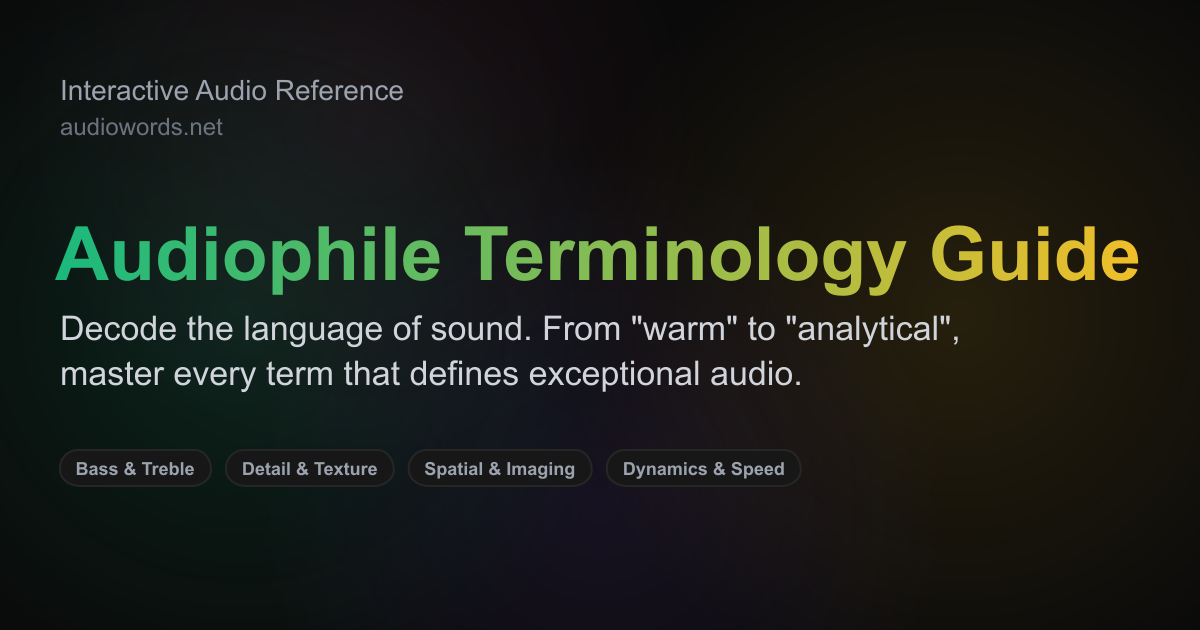 Interactive Audio Reference
audiowords.net
Audiophile Terminology Guide
Decode the language of sound. From "warm" to "analytical",
master every term that defines exceptional audio.
Bass & Treble
Detail & Texture
Spatial & Imaging
Dynamics & Speed